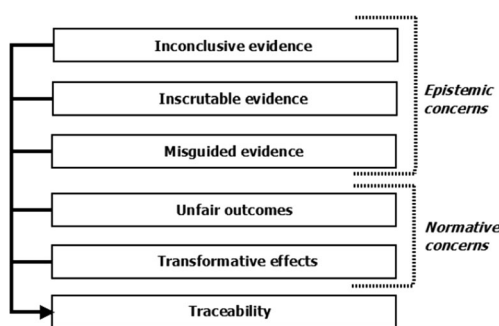 Inconclusive evidence
Inscrutable evidence
Misguided evidence
Unfair outcomes
Transformative effects
Traceability
Epistemic
concerns
Normative
concerns